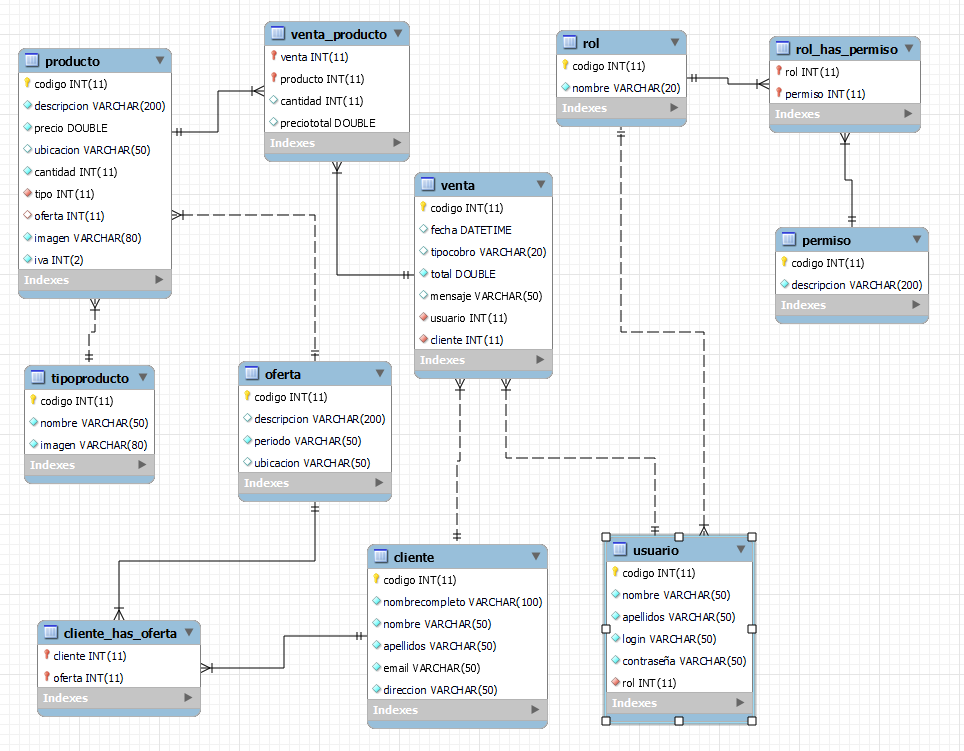 producto
codigo INT(11)
descripcion VARCHAR(200)
precio DOUBLE
ubicacion VARCHAR(50)
cantidad INT(11)
tipo INT(11)
oferta INT(11)
imagen VARCHAR(80)
iva INT(2)
Indexes
venta_producto
venta INT(11)
producto INT(11)
cantidad INT(11)
preciototal DOUBLE
Indexes
rol
codigo INT(11)
nombre VARCHAR(20)
Indexes
rol_has_permiso
rol INT(11)
permiso INT(11)
Indexes
venta
codigo INT(11)
fecha DATETIME
tipocobro VARCHAR(20)
total DOUBLE
mensaje VARCHAR(50)
usuario INT(11)
cliente INT(11)
Indexes
permiso
codigo INT(11)
descripcion VARCHAR(200)
Indexes
tipoproducto
codigo INT(11)
nombre VARCHAR(50)
imagen VARCHAR(80)
Indexes
oferta
codigo INT(11)
descripcion VARCHAR(200)
periodo VARCHAR(50)
ubicacion VARCHAR(50)
Indexes
cliente
codigo INT(11)
nombrecompleto VARCHAR(100)
nombre VARCHAR(50)
apellidos VARCHAR(50)
email VARCHAR(50)
direccion VARCHAR(50)
Indexes
usuario
codigo INT(11)
nombre VARCHAR(50)
apellidos VARCHAR(50)
login VARCHAR(50)
contraseña VARCHAR(50)
rol INT(11)
Indexes
cliente_has_oferta
cliente INT(11)
oferta INT(11)
Indexes